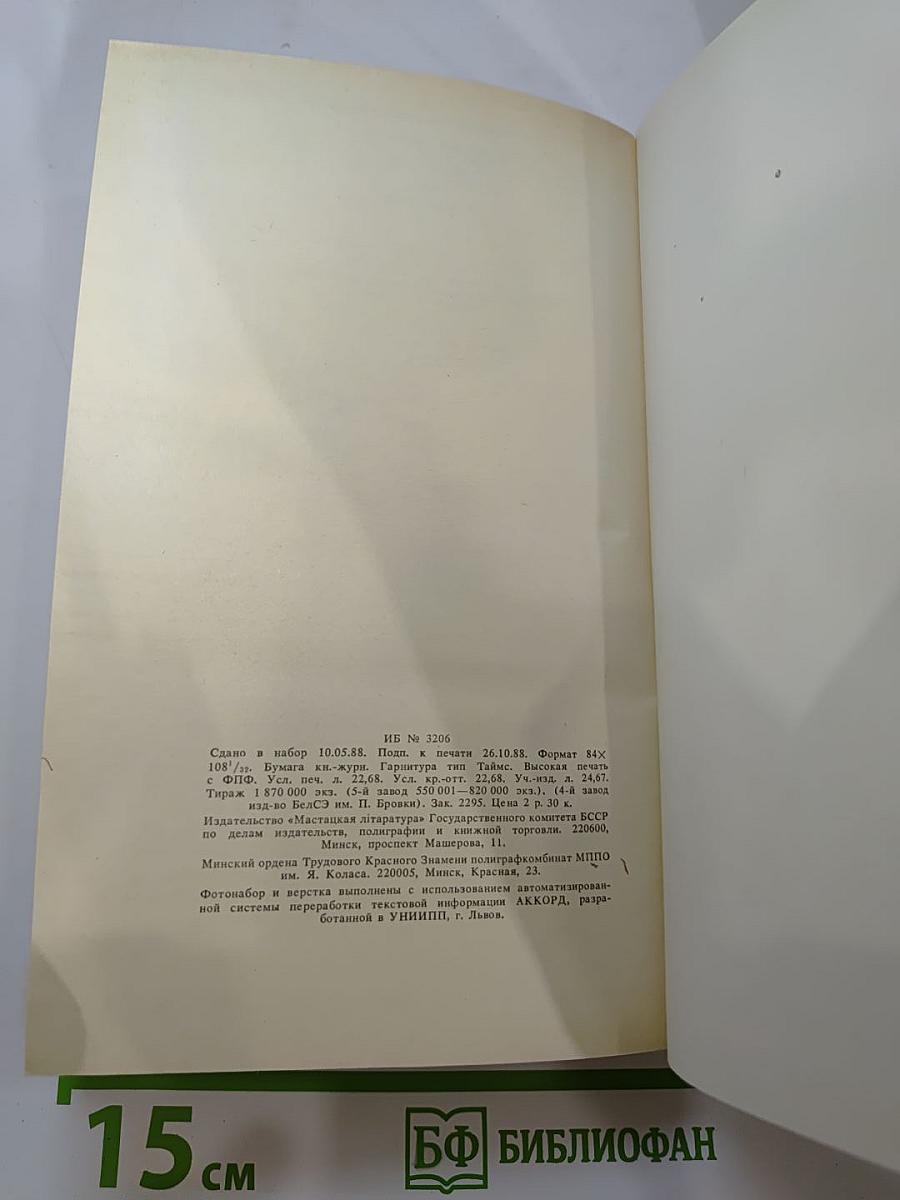 ИБ № 3206
Сдано в набор 10.05.88. Подп. к печати 26.10.88. Формат 84×
108¹/₃₂. Бумага кн.-журн. Гарнитура тип Таймс. Высокая печать
с ФПФ. Усл. печ. л. 22,68. Усл. кр.-отт. 22,68. Уч.-изд. л. 24,67.
Тираж 1 870 000 экз. (5-й завод 550 001—820 000 экз.). (4-й завод
изд-во БелСЭ им. П. Бровки). Зак. 2295. Цена 2 р. 30 к.
Издательство «Мастацкая літаратура» Государственного комитета БССР
по делам издательств, полиграфии и книжной торговли. 220600,
Минск, проспект Машерова, 11.
Минский ордена Трудового Красного Знамени полиграфкомбинат МППО
им. Я. Коласа. 220005, Минск, Красная, 23.
Фотонабор и верстка выполнены с использованием автоматизирован-
ной системы переработки текстовой информации АККОРД, разра-
ботанной в УНИИПП, г. Львов.
15 см
БФ БИБЛИОФАН